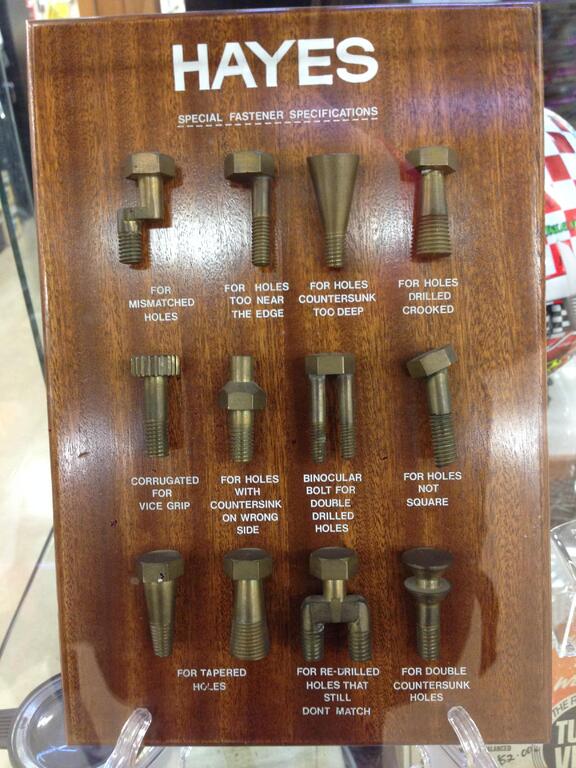 HAYES
SPECIAL FASTENER SPECIFICATIONS
FOR
MISMATCHED
HOLES
FOR HOLES
TOO NEAR
THE EDGE
FOR HOLES
COUNTERSUNK
TOO DEEP
FOR HOLES
DRILLED
CROOKED
CORRUGATED
FOR
VICE GRIP
FOR HOLES
WITH
COUNTERSINK
ON WRONG
SIDE
BINOCULAR
BOLT FOR
DOUBLE
DRILLED
HOLES
FOR HOLES
NOT
SQUARE
FOR TAPERED
HOLES
FOR RE-DRILLED
HOLES THAT
STILL
DONT MATCH
FOR DOUBLE
COUNTERSUNK
HOLES
THE